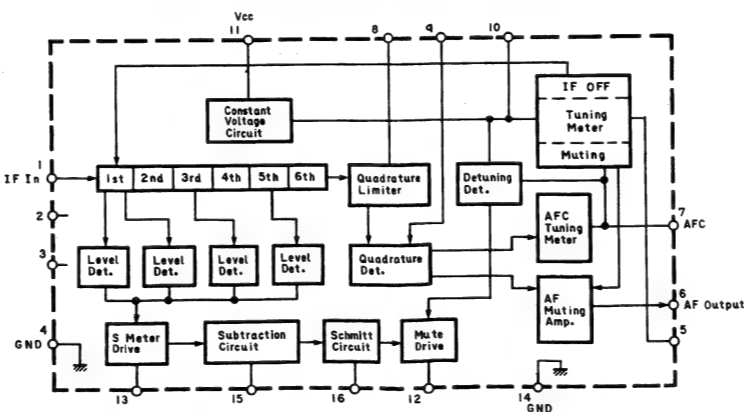 Vcc
11
8
9
10
IF OFF
Tuning
Meter
Muting
Constant
Voltage
Circuit
1
IF In
1st 2nd 3rd 4th 5th 6th
Quadrature
Limiter
Detuning
Det.
2
3
AFC
Tuning
Meter
7
AFC
Level
Det.
Level
Det.
Level
Det.
Level
Det.
Quadrature
Det.
AF
Muting
Amp.
6
AF Output
4
GND
S Meter
Drive
Subtraction
Circuit
Schmitt
Circuit
Mute
Drive
5
13
15
16
12
14
GND